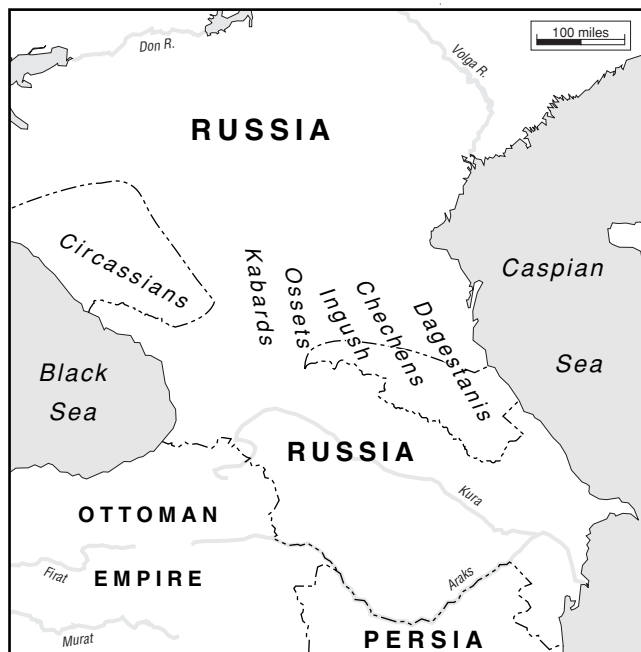 100 miles
Don R.
Volga R.
RUSSIA
Circassians
Kabards
Ossets
Ingush
Chechens
Dagestanis
Caspian
Sea
Black
Sea
RUSSIA
Kura
OTTOMAN
EMPIRE
Firat
Araks
Murat
PERSIA